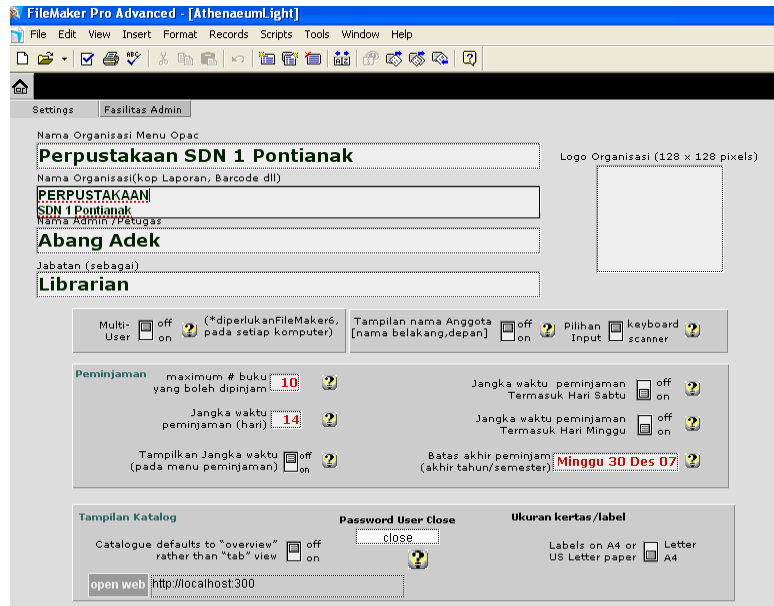 FileMaker Pro Advanced - [AthenaeumLight]
File Edit View Insert Format Records Scripts Tools Window Help
Settings Fasilitas Admin
Nama Organisasi Menu Opac
Perpustakaan SDN 1 Pontianak
Logo Organisasi (128 x 128 pixels)
Nama Organisasi(kop Laporan, Barcode dll)
PERPUSTAKAAN
SDN 1 Pontianak
Nama Admin /Petugas
Abang Adek
Jabatan (sebagai)
Librarian
Multi- off (*diperlukanFileMaker6,
User on pada setiap komputer)
Tampilan nama Anggota off
[nama belakang,depan] on
Pilihan keyboard
Input scanner
Peminjaman
maximum # buku
yang boleh dipinjam 10
Jangka waktu peminjaman off
Termasuk Hari Sabtu on
Jangka waktu
peminjaman (hari) 14
Jangka waktu peminjaman off
Termasuk Hari Minggu on
Tampilkan Jangka waktu off
(pada menu peminjaman) on
Batas akhir peminjam
(akhir tahun/semester) Minggu 30 Des 07
Tampilan Katalog
Password User Close
Ukuran kertas/label
close
Catalogue defaults to "overview" off
rather than "tab" view on
Labels on A4 or Letter
US Letter paper A4
open web http://localhost:300